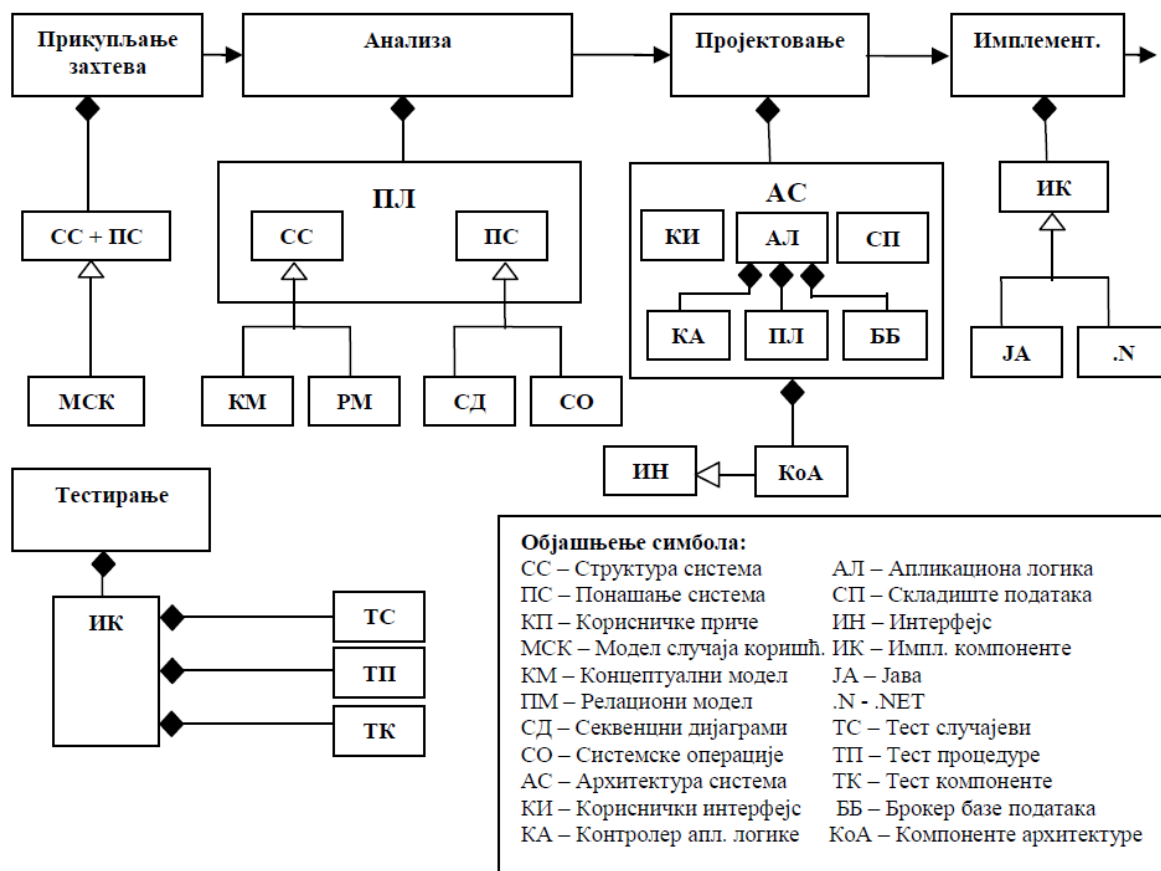 Прикупљање
захтева
Анализа
Пројектовање
Имплемент.
СС + ПС
МСК
ПЛ
СС
ПС
КМ
РМ
СД
СО
АС
КИ
АЛ
СП
КА
ПЛ
ББ
ИН
КоА
ИК
ЈА
.N
Тестирање
ИК
ТС
ТП
ТК
Објашњење симбола:
СС – Структура система
ПС – Понашање система
КП – Корисничке приче
МСК – Модел случаја коришћ.
КМ – Концептуални модел
ПМ – Релациони модел
СД – Секвенцни дијаграми
СО – Системске операције
АС – Архитектура система
КИ – Кориснички интерфејс
КА – Контролер апл. логике
АЛ – Апликациона логика
СП – Складиште података
ИН – Интерфејс
ИК – Импл. компоненте
ЈА – Јава
.N - .NET
ТС – Тест случајеви
ТП – Тест процедуре
ТК – Тест компоненте
ББ – Брокер базе података
КоА – Компоненте архитектуре